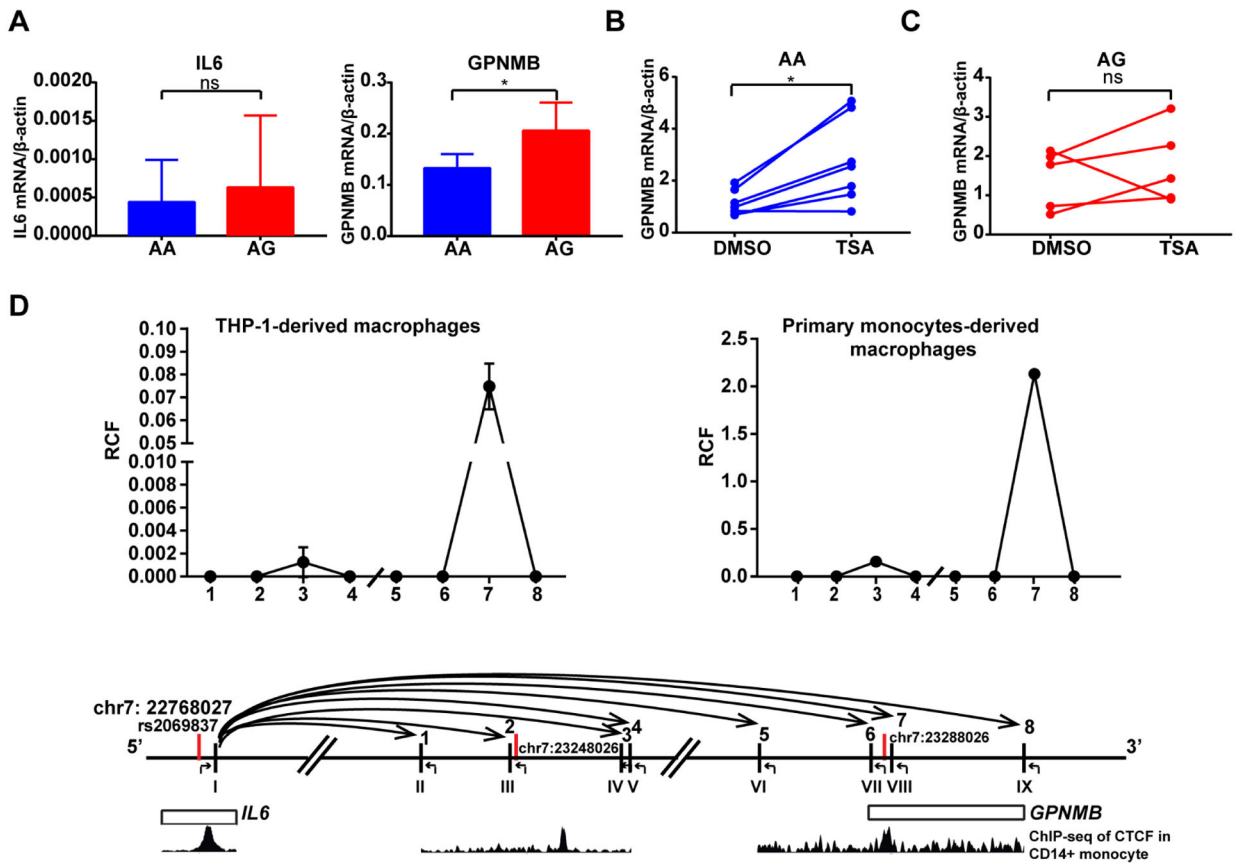 A
IL6
ns
IL6 mRNA/β-actin
0.0020
0.0015
0.0010
0.0005
0.0000
AA
AG
GPNMB
*
GPNMB mRNA/β-actin
0.3
0.2
0.1
0.0
AA
AG
B
AA
*
GPNMB mRNA/β-actin
6
4
2
0
DMSO
TSA
C
AG
ns
GPNMB mRNA/β-actin
4
3
2
1
0
DMSO
TSA
D
THP-1-derived macrophages
RCF
0.10
0.09
0.08
0.07
0.06
0.05
0.010
0.008
0.006
0.004
0.002
0.000
1 2 3 4 5 6 7 8
Primary monocytes-derived
macrophages
RCF
2.5
2.0
1.5
1.0
0.5
0.0
1 2 3 4 5 6 7 8
chr7: 22768027
rs2069837
5’
1
2
chr7:23248026
3
4
5
6
7
chr7:23288026
8
3’
I II III IV V VI VII VIII IX
IL6
GPNMB
ChIP-seq of CTCF in
CD14+ monocyte